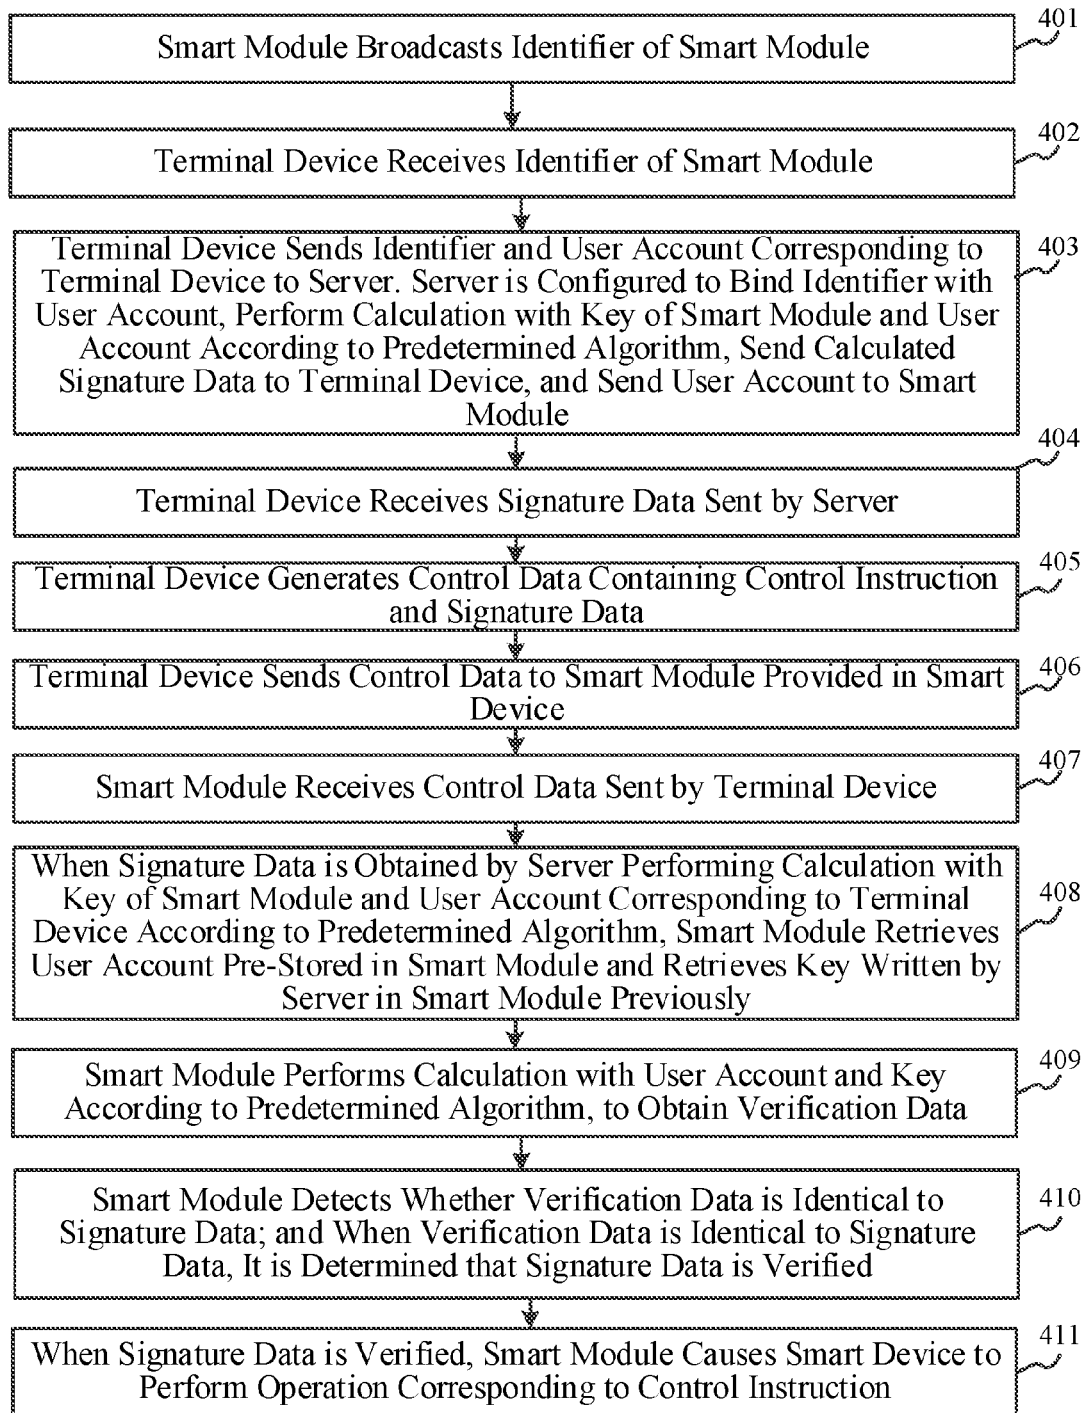 401
Smart Module Broadcasts Identifier of Smart Module
402
Terminal Device Receives Identifier of Smart Module
403
Terminal Device Sends Identifier and User Account Corresponding to
Terminal Device to Server. Server is Configured to Bind Identifier with
User Account, Perform Calculation with Key of Smart Module and User
Account According to Predetermined Algorithm, Send Calculated
Signature Data to Terminal Device, and Send User Account to Smart
Module
404
Terminal Device Receives Signature Data Sent by Server
405
Terminal Device Generates Control Data Containing Control Instruction
and Signature Data
406
Terminal Device Sends Control Data to Smart Module Provided in Smart
Device
407
Smart Module Receives Control Data Sent by Terminal Device
408
When Signature Data is Obtained by Server Performing Calculation with
Key of Smart Module and User Account Corresponding to Terminal
Device According to Predetermined Algorithm, Smart Module Retrieves
User Account Pre-Stored in Smart Module and Retrieves Key Written by
Server in Smart Module Previously
409
Smart Module Performs Calculation with User Account and Key
According to Predetermined Algorithm, to Obtain Verification Data
410
Smart Module Detects Whether Verification Data is Identical to
Signature Data; and When Verification Data is Identical to Signature
Data, It is Determined that Signature Data is Verified
411
When Signature Data is Verified, Smart Module Causes Smart Device to
Perform Operation Corresponding to Control Instruction